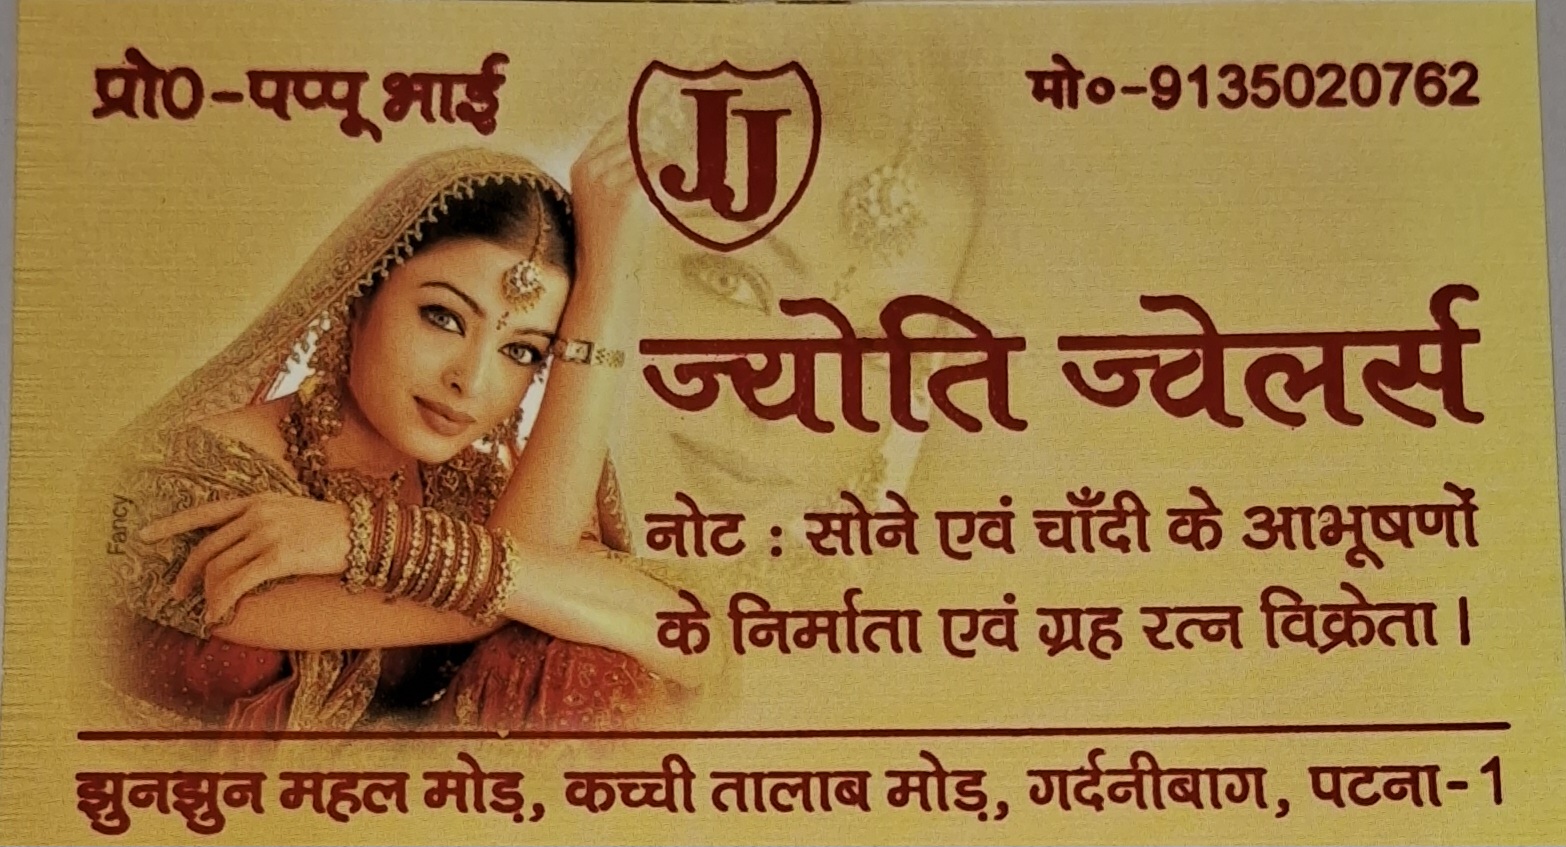 प्रो0-पप्पू भाई
JJ
मो०-9135020762
ज्योति ज्वेलर्स
नोट : सोने एवं चाँदी के आभूषणों
के निर्माता एवं ग्रह रत्न विक्रेता।
Fancy
झुनझुन महल मोड़, कच्ची तालाब मोड़, गर्दनीबाग, पटना-1